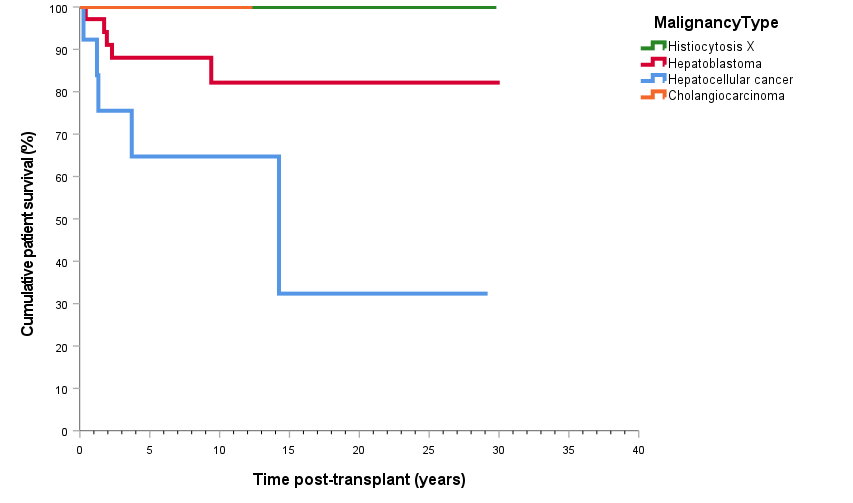 MalignancyType
Histiocytosis X
Hepatoblastoma
Hepatocellular cancer
Cholangiocarcinoma
Cumulative patient survival (%)
100
90
80
70
60
50
40
30
20
10
0
0 5 10 15 20 25 30 35 40
Time post-transplant (years)